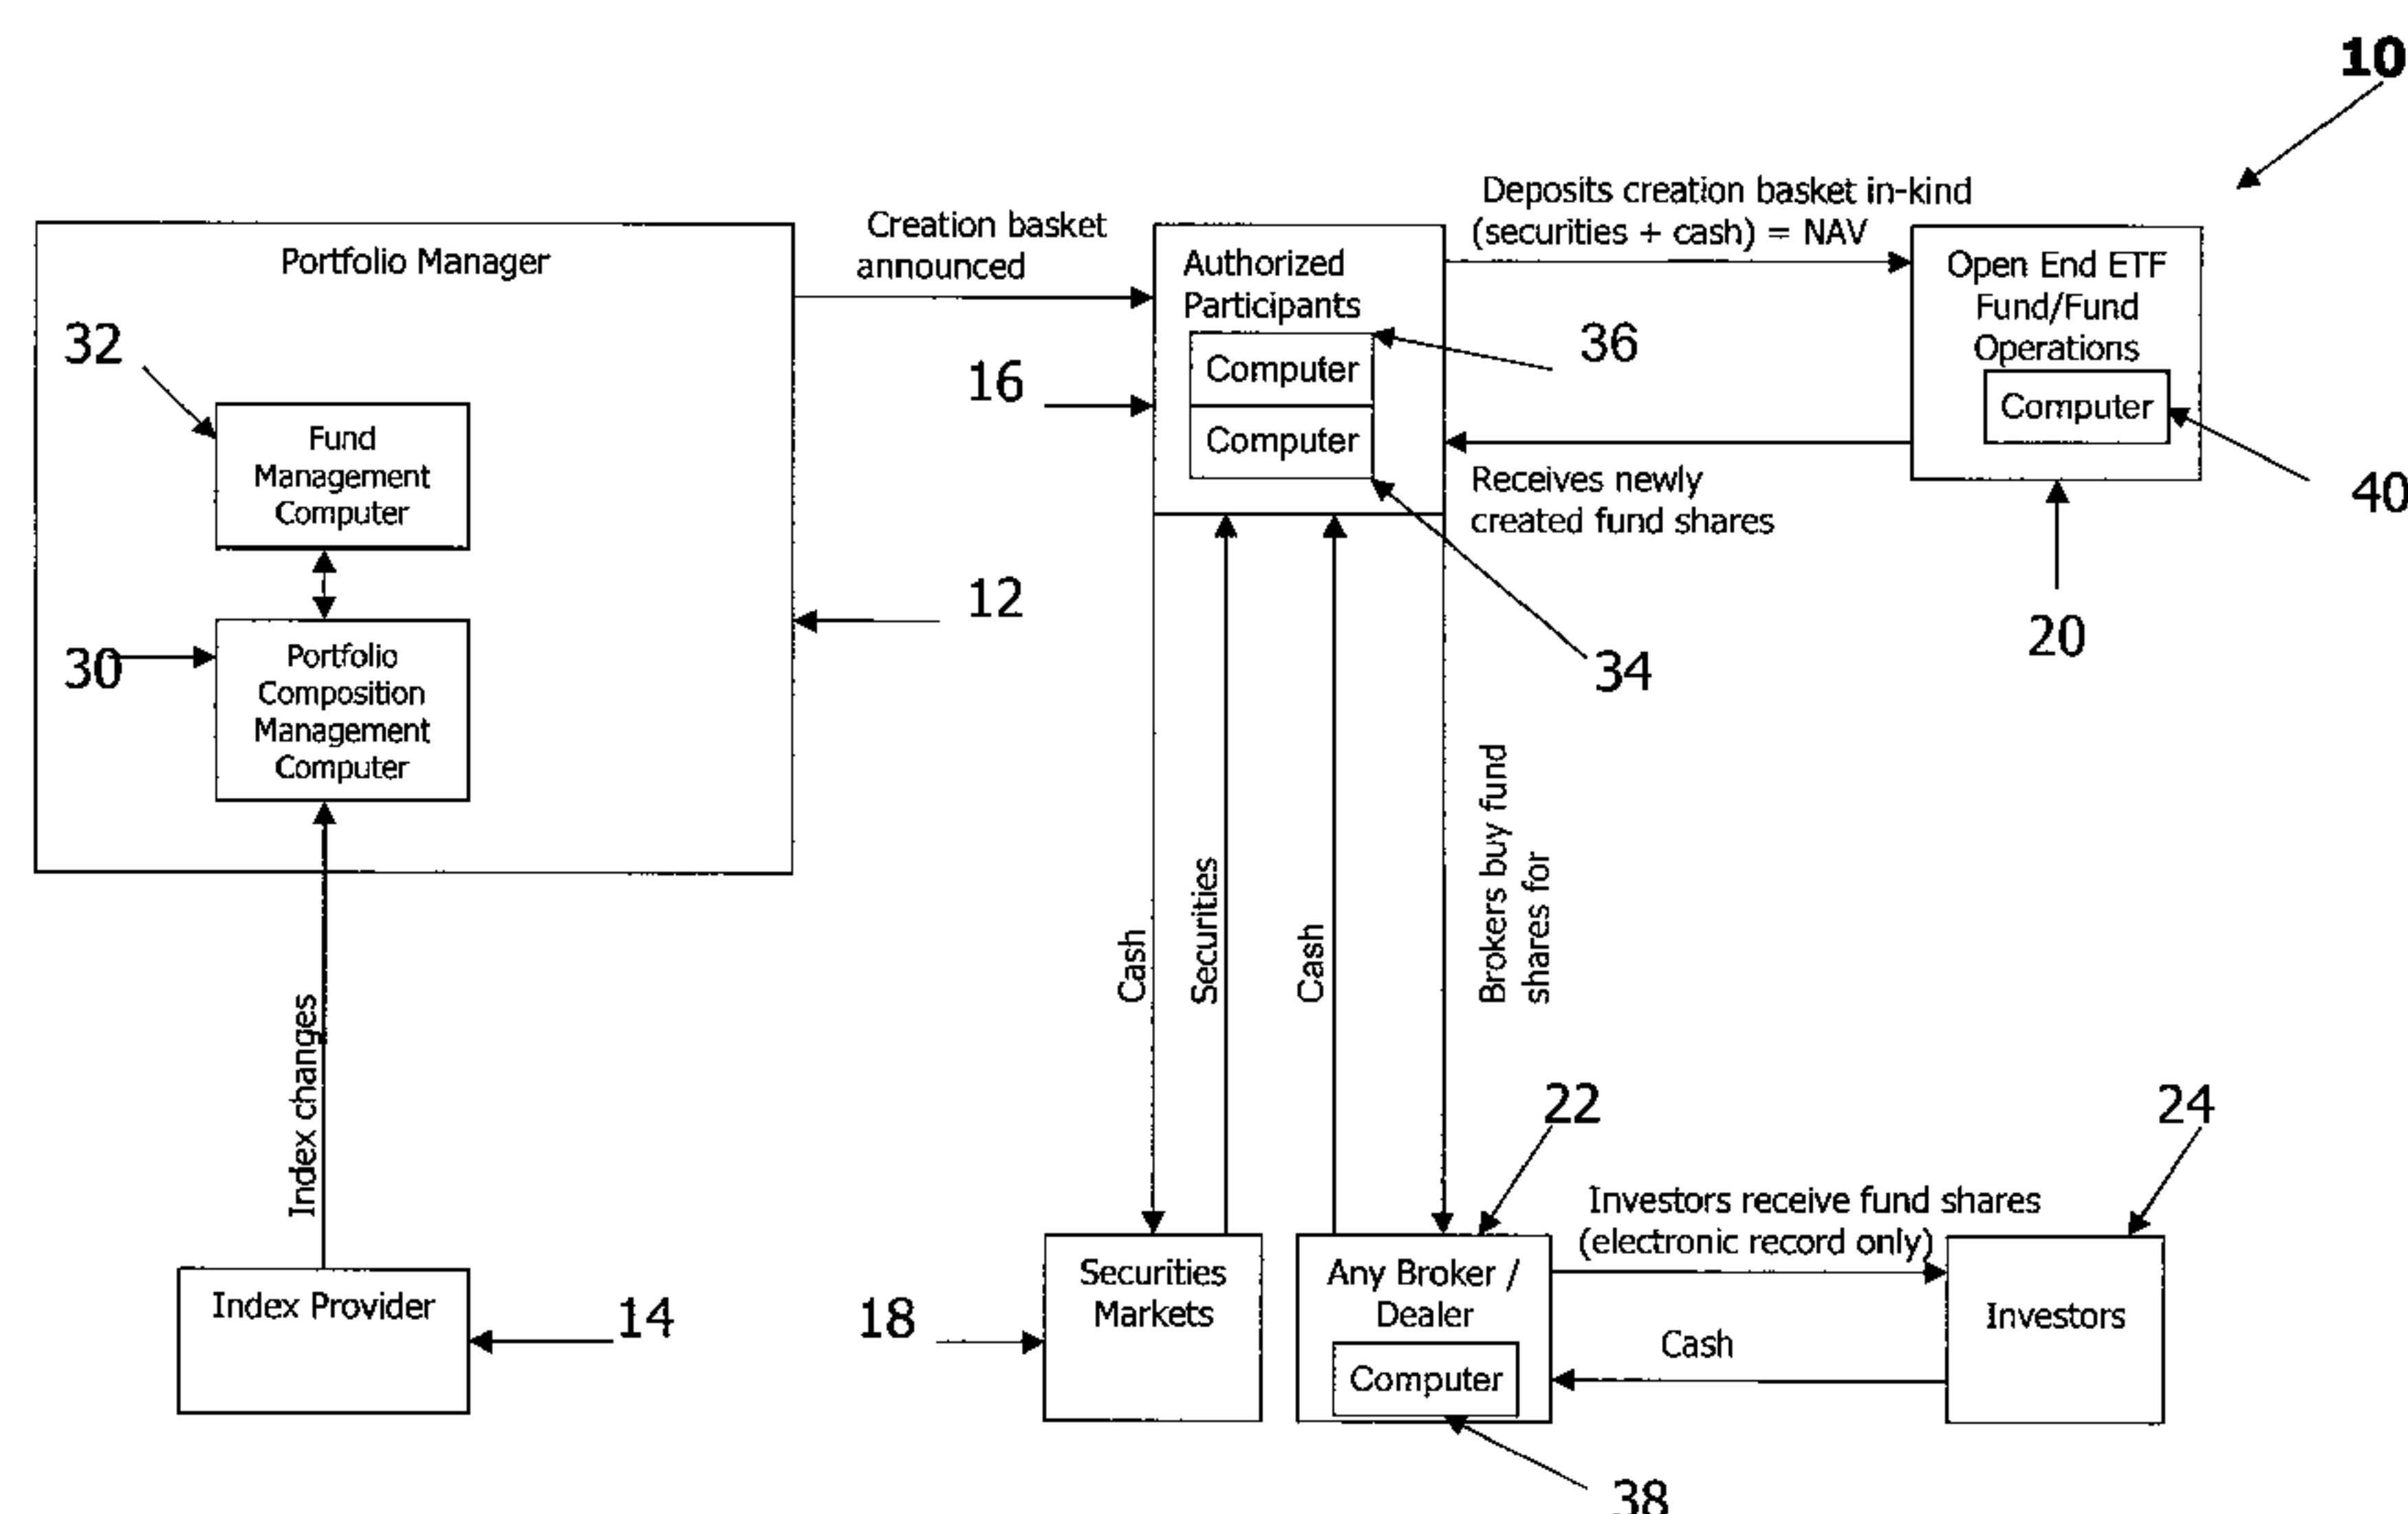 10
Portfolio Manager
32
Fund
Management
Computer
30
Portfolio
Composition
Management
Computer
12
Creation basket
announced
Authorized
Participants
Computer
Computer
16
36
34
Deposits creation basket in-kind
(securities + cash) = NAV
Receives newly
created fund shares
Open End ETF
Fund/Fund
Operations
Computer
40
20
Index changes
Cash
Securities
Cash
Brokers buy fund
shares for
Index Provider
14
18
Securities
Markets
22
Any Broker /
Dealer
Computer
38
Investors receive fund shares
(electronic record only)
Cash
24
Investors